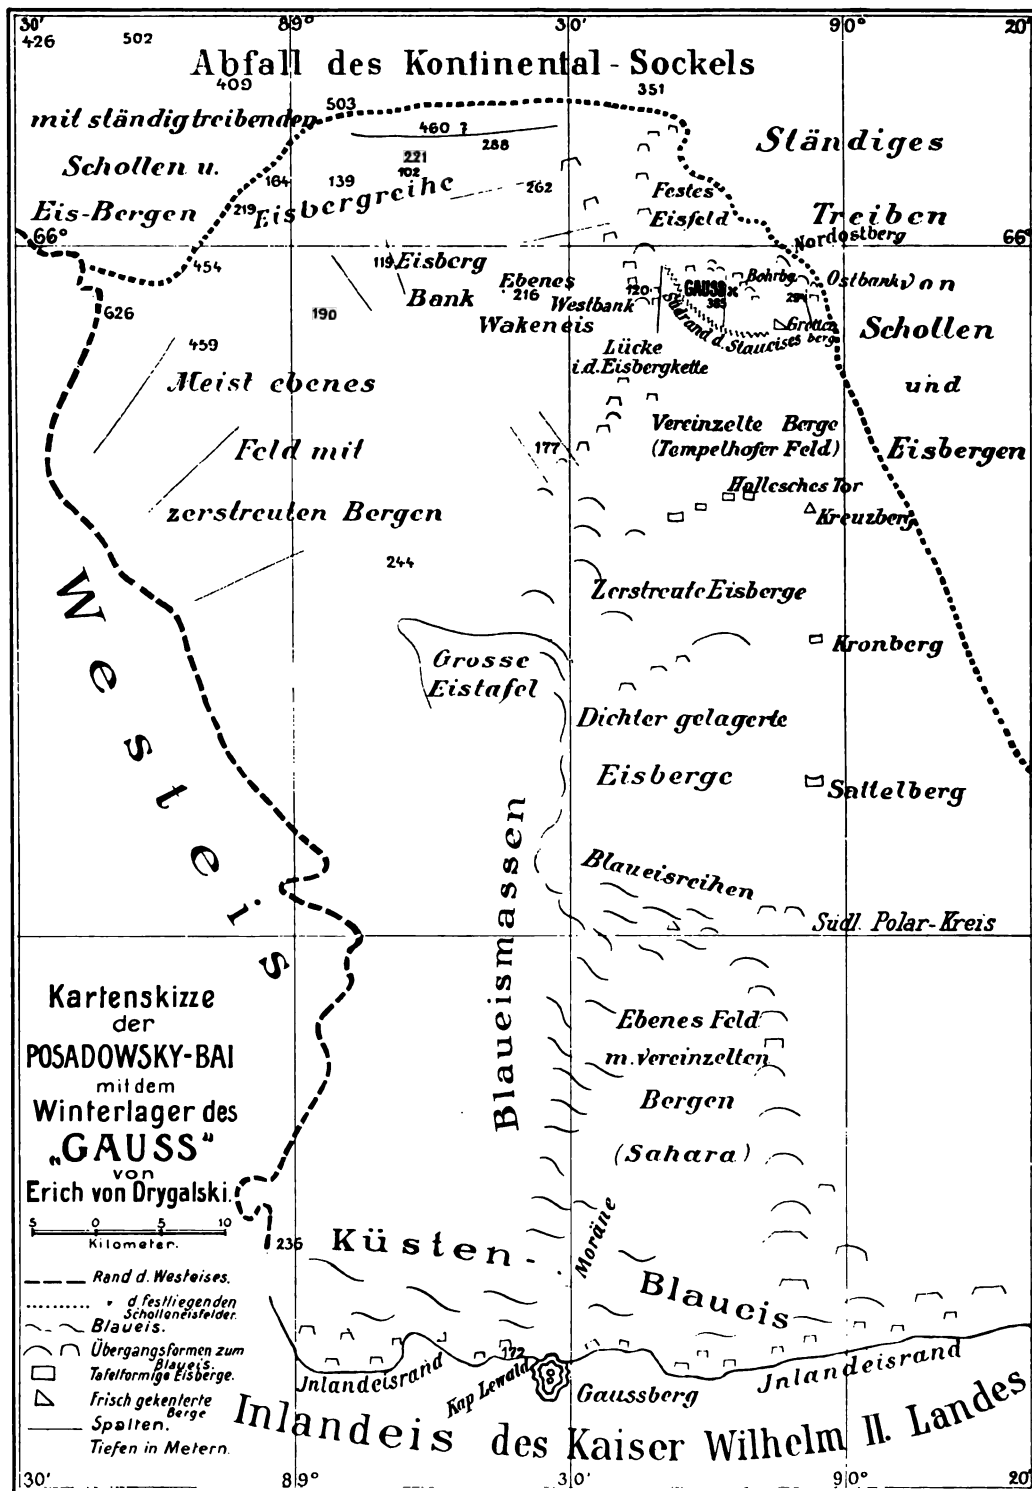 30' 89° 30' 90° 20'
426 502
Abfall des Kontinental-Sockels
409 503 351
mit ständig treibenden
Schollen u.
Eis-Bergen
460 ?
288
221
102
164 139
219
Eisbergreihe
262
Festes
Eisfeld
Ständiges
Treiben
von
Schollen
und
Eisbergen
66° 66°
Nordostberg
454
626
119
Eisberg
Bank
190
Ebenes
216
Wakeneis
Westbank
120
GAUSS
385
Bohrbg.
Ostbank
Grotten
berg
Südrand d. Staueises
Lücke
i.d. Eisbergkette
459
Meist ebenes
Feld mit
zerstreuten Bergen
177
244
Vereinzelte Berge
(Tempelhofer Feld)
Hallesches Tor
Kreuzberg
Zerstreute Eisberge
Kronberg
Grosse
Eistafel
Dichter gelagerte
Eisberge
Sattelberg
Westeis
Blaueismassen
Blaueisreihen
Südl. Polar-Kreis
Ebenes Feld
m. vereinzelten
Bergen
(Sahara)
Kartenskizze
der
POSADOWSKY-BAI
mit dem
Winterlager des
„GAUSS“
von
Erich von Drygalski.
5 0 5 10
Kilometer.
236
Küsten-
Blaueis
Moräne
Rand d. Westeises.
" d. festliegenden
Scholleneisfelder.
Blaueis.
Übergangsformen zum
Blaueis.
Tafelförmige Eisberge.
Frisch gekenterte
Berge
Spalten.
Tiefen in Metern.
172
Inlandeisrand
Kap Lewald
Gaussberg
Inlandeisrand
Inlandeis des Kaiser Wilhelm II. Landes
30' 89° 30' 90° 20'